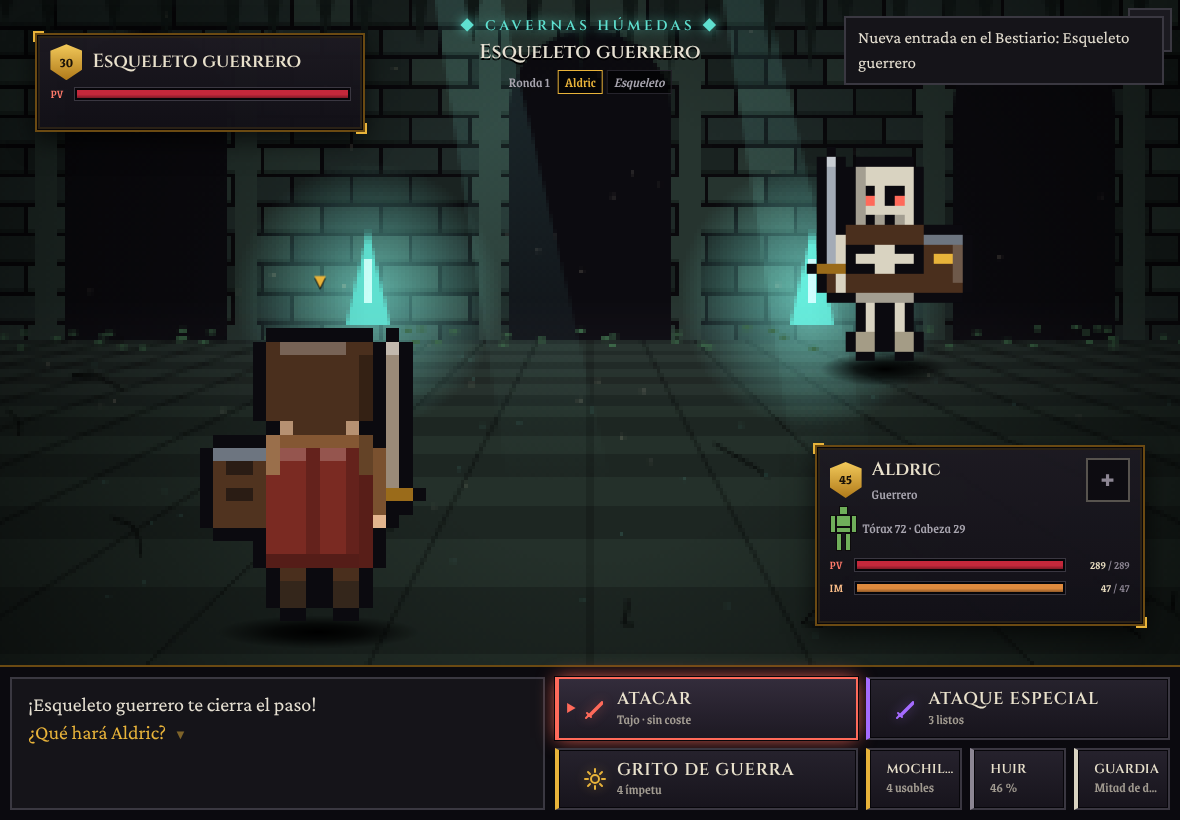 CAVERNAS HÚMEDAS
ESQUELETO GUERRERO
Ronda 1 Aldric Esqueleto
30 ESQUELETO GUERRERO
PV
Nueva entrada en el Bestiario: Esqueleto
guerrero
45 ALDRIC
Guerrero
+
Tórax 72 · Cabeza 29
PV 289 / 289
IM 47 / 47
¡Esqueleto guerrero te cierra el paso!
¿Qué hará Aldric?
ATACAR
Tajo · sin coste
ATAQUE ESPECIAL
3 listos
GRITO DE GUERRA
4 ímpetu
MOCHIL...
4 usables
HUIR
46 %
GUARDIA
Mitad de d...